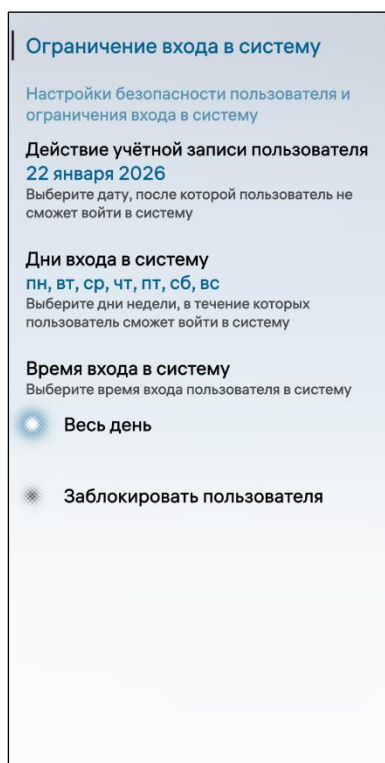 Ограничение входа в систему
Настройки безопасности пользователя и
ограничения входа в систему
Действие учётной записи пользователя
22 января 2026
Выберите дату, после которой пользователь не
сможет войти в систему
Дни входа в систему
пн, вт, ср, чт, пт, сб, вс
Выберите дни недели, в течение которых
пользователь сможет войти в систему
Время входа в систему
Выберите время входа пользователя в систему
Весь день
Заблокировать пользователя